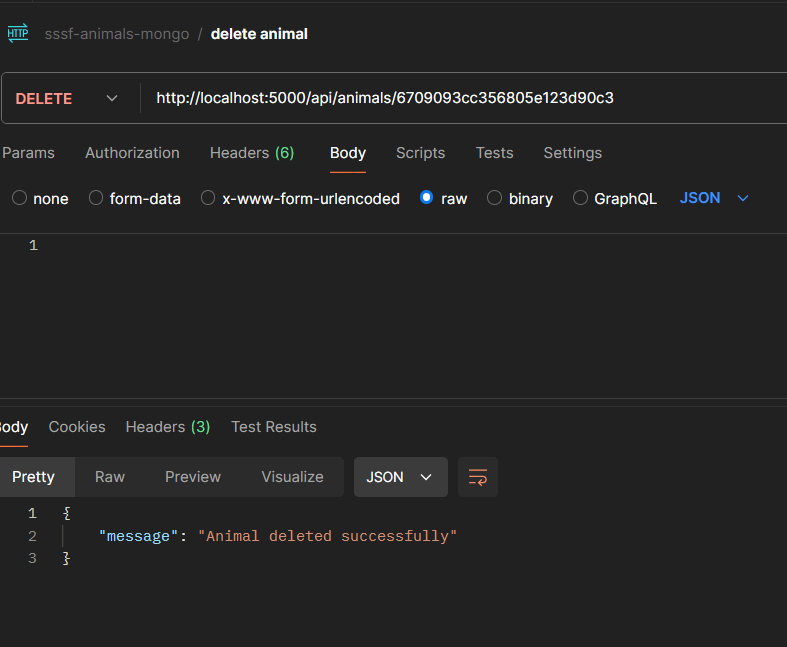 HTTP sssf-animals-mongo / delete animal
DELETE http://localhost:5000/api/animals/6709093cc356805e123d90c3
Params Authorization Headers (6) Body Scripts Tests Settings
none form-data x-www-form-urlencoded raw binary GraphQL JSON
1
Body Cookies Headers (3) Test Results
Pretty Raw Preview Visualize JSON
1 {
2 "message": "Animal deleted successfully"
3 }